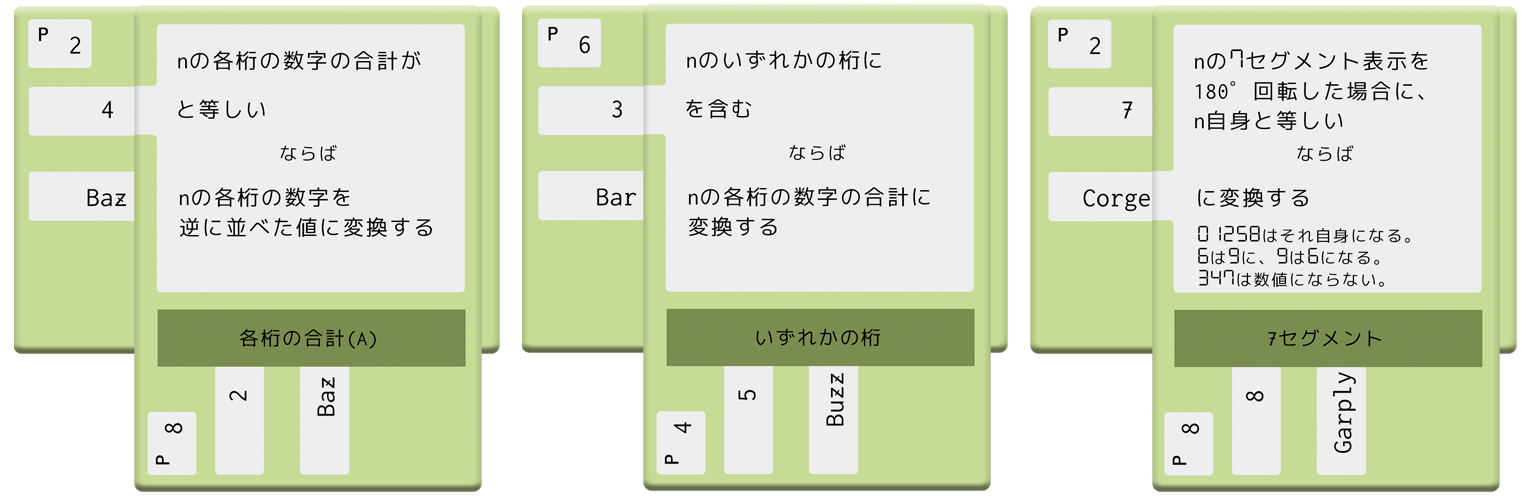 P 2
nの各桁の数字の合計が
4 と等しい
ならば
Baz nの各桁の数字を
逆に並べた値に変換する
各桁の合計(A)
P 8
2
Baz
P 6
nのいずれかの桁に
3 を含む
ならば
Bar nの各桁の数字の合計に
変換する
いずれかの桁
P 4
5
Buzz
P 2
nの7セグメント表示を
180°回転した場合に、
7 n自身と等しい
ならば
Corge に変換する
01258はそれ自身になる。
6は9に、9は6になる。
347は数値にならない。
7セグメント
P 8
8
Garply